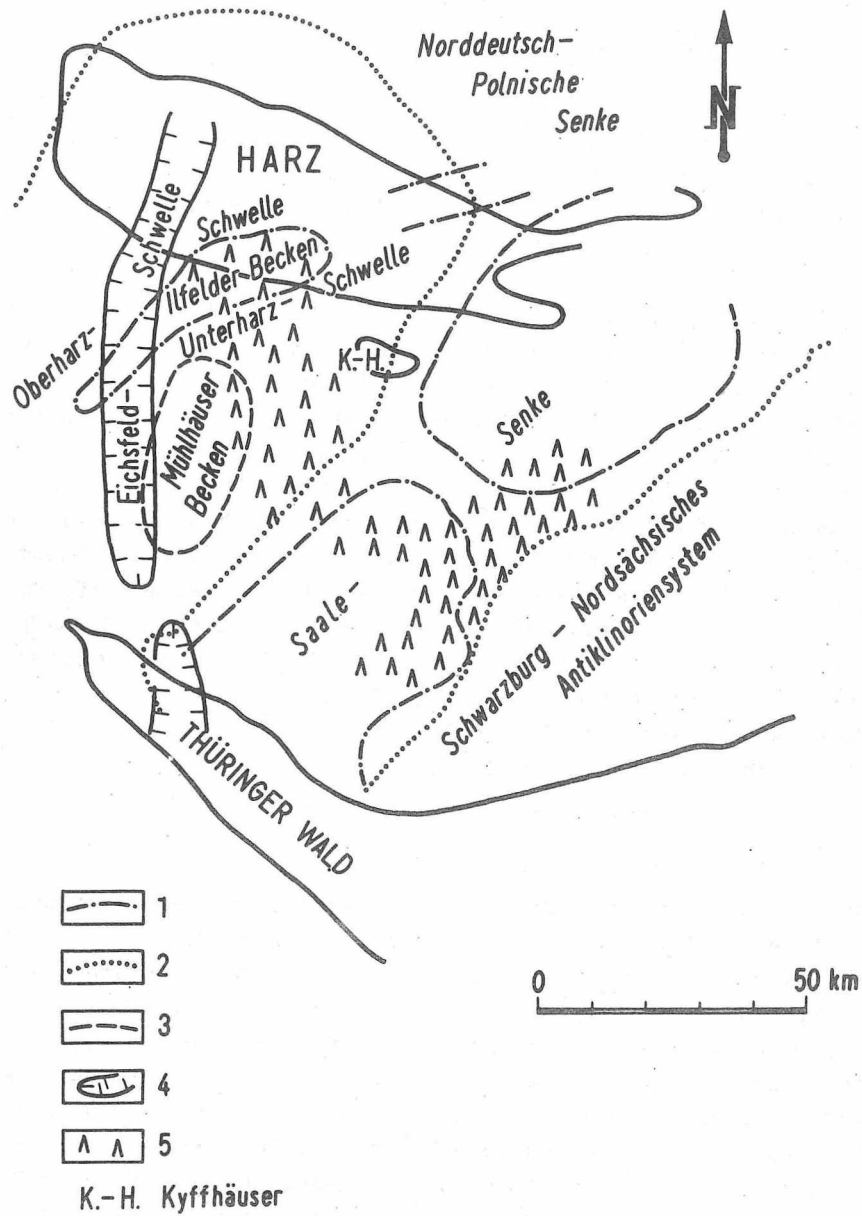 Norddeutsch-
Polnische
Senke
N
HARZ
Schwelle
Schwelle
Ilfelder Becken
Schwelle
Unterharz-
Oberharz-
K.-H.
Eichsfeld-
Mühlhäuser
Becken
Senke
Saale-
Schwarzburg - Nordsächsisches
Antiklinoriensystem
THÜRINGER WALD
1
2
3
4
5
0 50 km
K.-H. Kyffhäuser